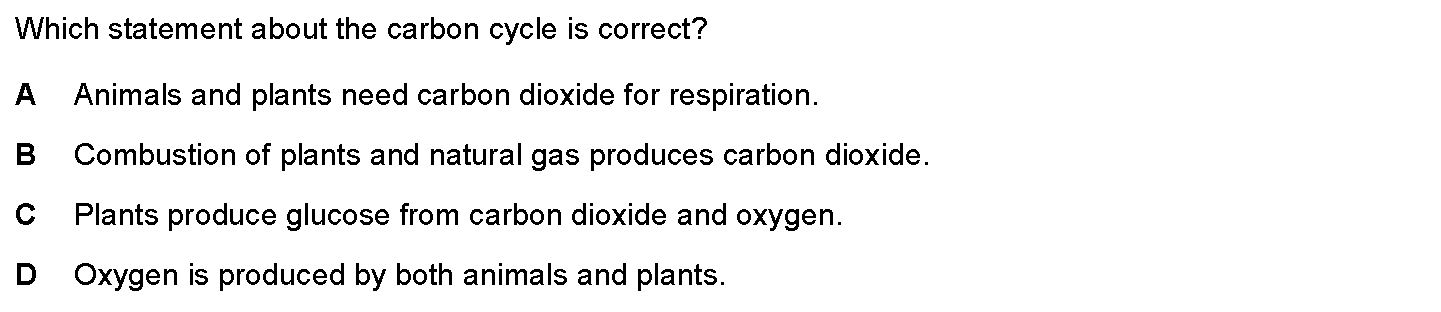 Which statement about the carbon cycle is correct?
A Animals and plants need carbon dioxide for respiration.
B Combustion of plants and natural gas produces carbon dioxide.
C Plants produce glucose from carbon dioxide and oxygen.
D Oxygen is produced by both animals and plants.